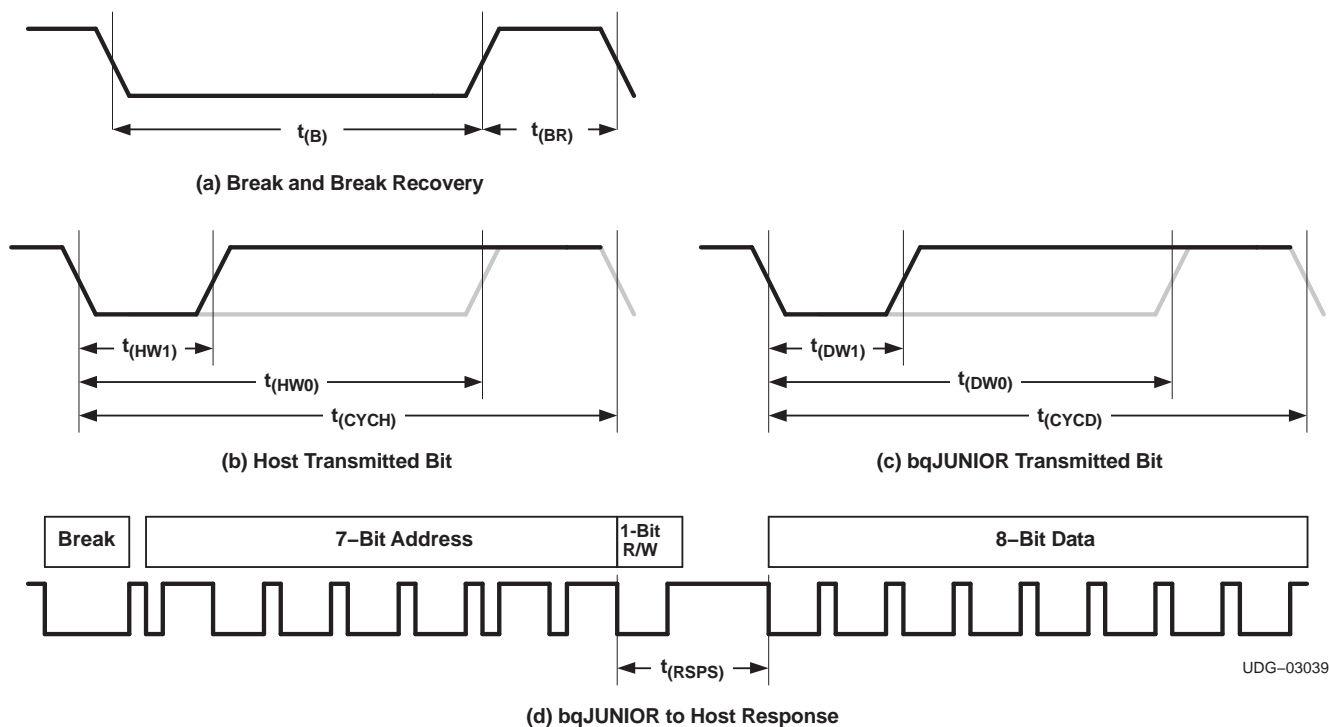 t(B)
t(BR)
(a) Break and Break Recovery
t(HW1)
t(HW0)
t(CYCH)
(b) Host Transmitted Bit
t(DW1)
t(DW0)
t(CYCD)
(c) bqJUNIOR Transmitted Bit
Break
7−Bit Address
1-Bit
R/W
8−Bit Data
t(RSPS)
UDG−03039
(d) bqJUNIOR to Host Response